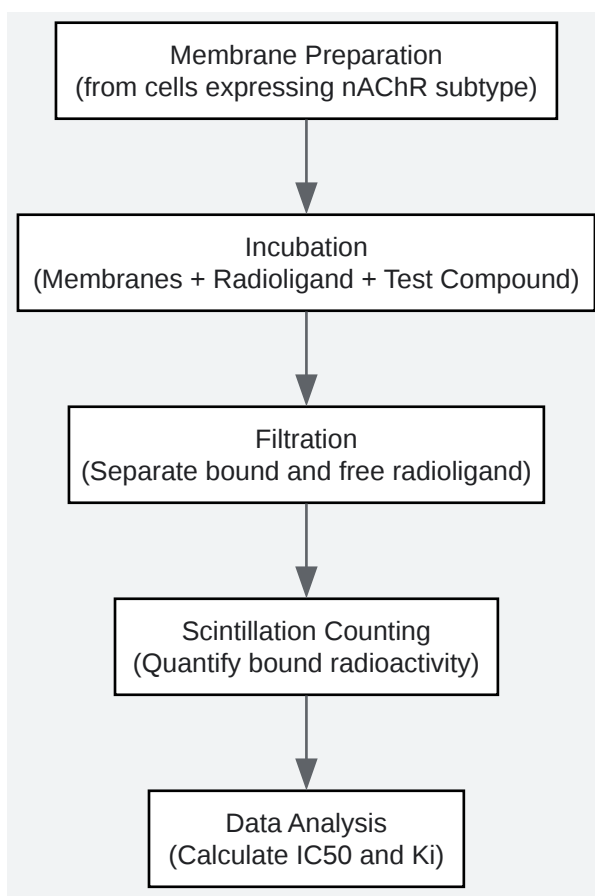 Membrane Preparation
(from cells expressing nAChR subtype)
Incubation
(Membranes + Radioligand + Test Compound)
Filtration
(Separate bound and free radioligand)
Scintillation Counting
(Quantify bound radioactivity)
Data Analysis
(Calculate IC50 and Ki)